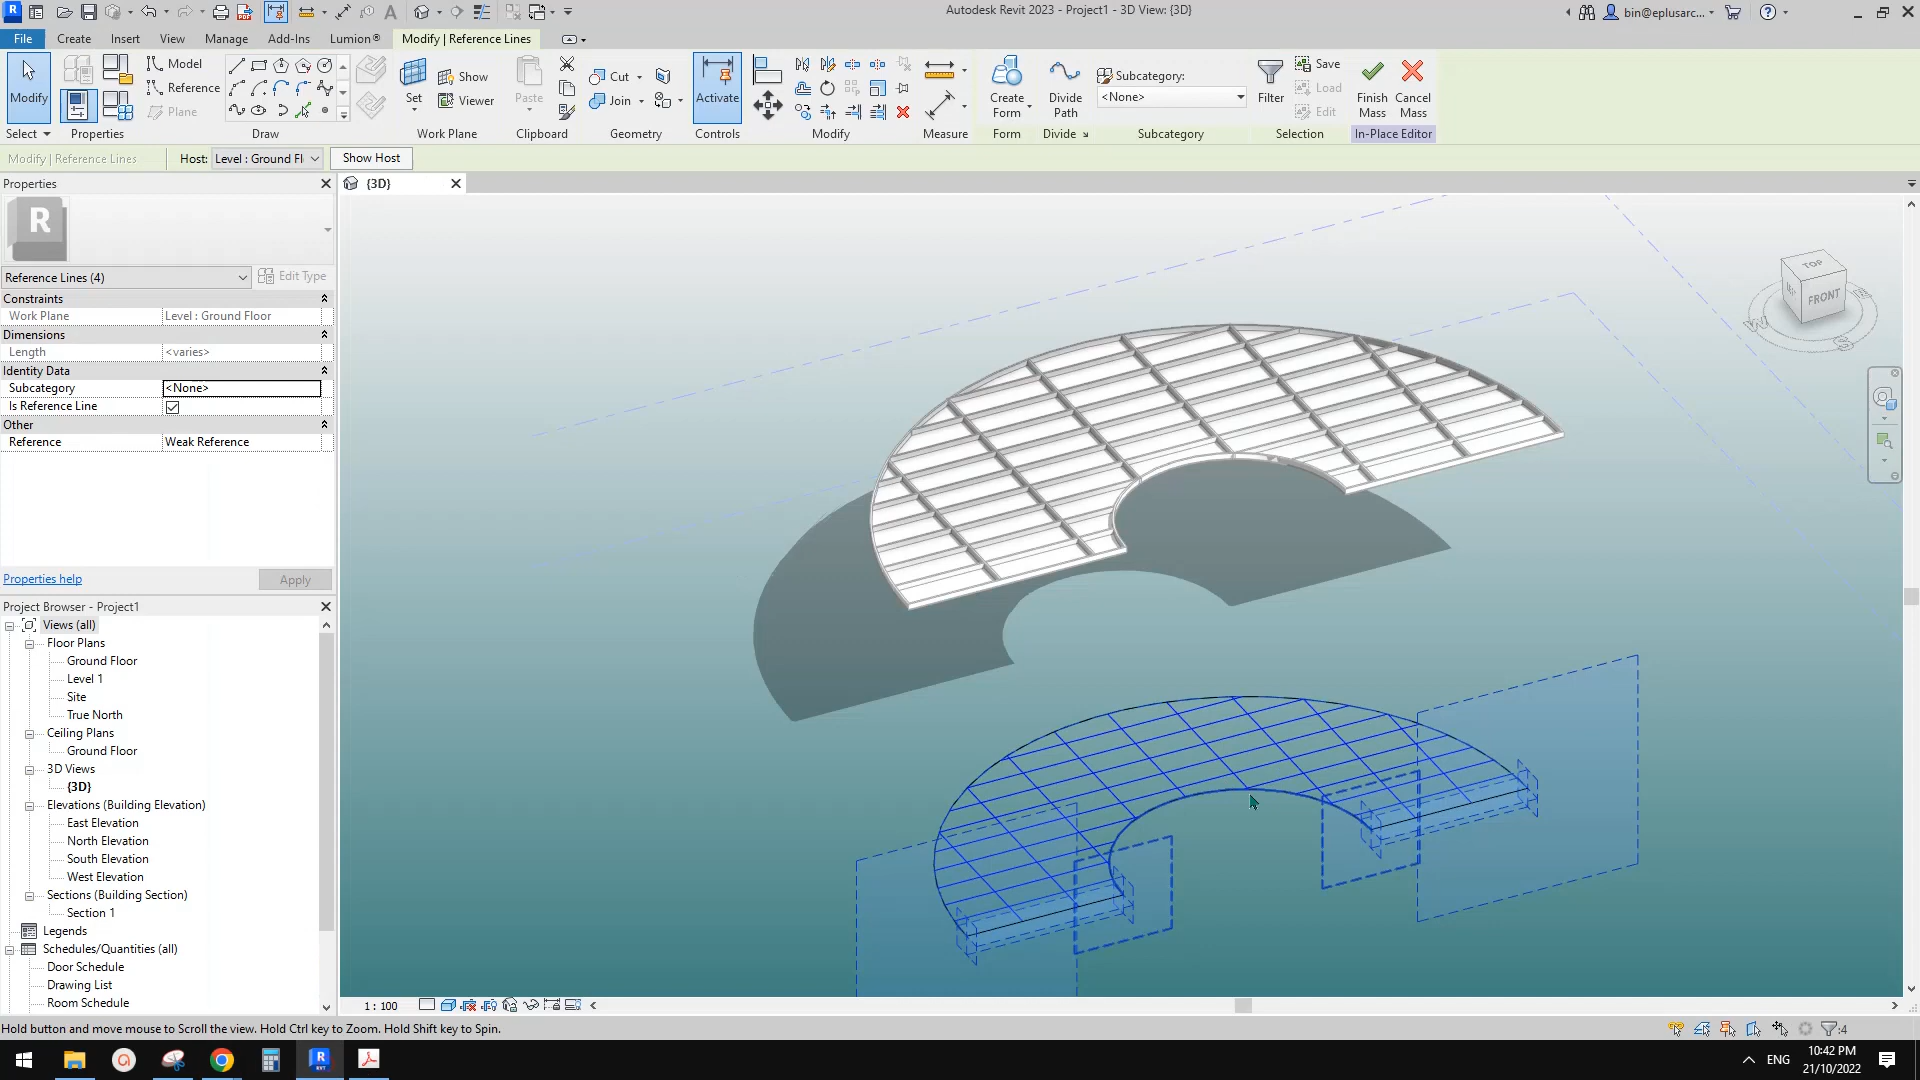 Autodesk Revit 2023 - Project1 - 3D View: {3D}
bin@eplusarc...
File
Create
Insert
View
Manage
Add-Ins
Lumion®
Modify | Reference Lines
Modify
Model
Reference
Plane
Set
Show
Viewer
Paste
Cut
Join
Activate
Create
Form
Divide
Path
Subcategory:
<None>
Filter
Save
Load
Edit
Finish
Mass
Cancel
Mass
Select
Properties
Draw
Work Plane
Clipboard
Geometry
Controls
Modify
Measure
Form
Divide
Subcategory
Selection
In-Place Editor
Modify | Reference Lines
Host:
Level : Ground Fl
Show Host
Properties
{3D}
R
Reference Lines (4)
Edit Type
Constraints
Work Plane
Level : Ground Floor
Dimensions
Length
<varies>
Identity Data
Subcategory
<None>
Is Reference Line
Other
Reference
Weak Reference
Properties help
Apply
Project Browser - Project1
Views (all)
Floor Plans
Ground Floor
Level 1
Site
True North
Ceiling Plans
Ground Floor
3D Views
{3D}
Elevations (Building Elevation)
East Elevation
North Elevation
South Elevation
West Elevation
Sections (Building Section)
Section 1
Legends
Schedules/Quantities (all)
Door Schedule
Drawing List
Room Schedule
TOP
FRONT
W
S
1 : 100
Hold button and move mouse to Scroll the view. Hold Ctrl key to Zoom. Hold Shift key to Spin.
:4
ENG
10:42 PM
21/10/2022